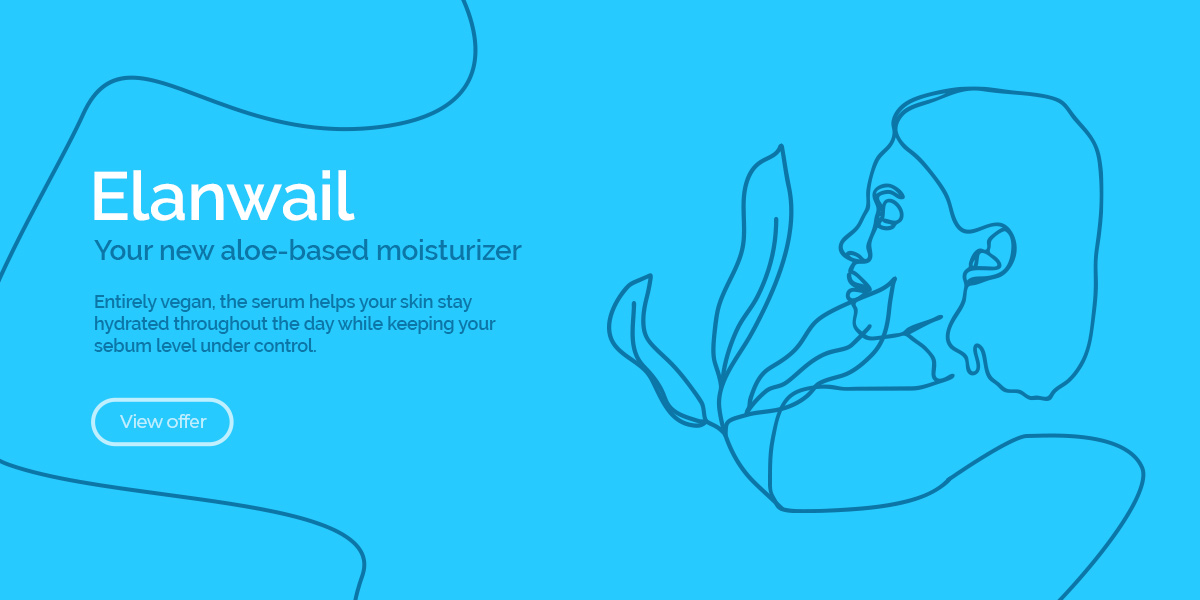 Elanwail
Your new aloe-based moisturizer
Entirely vegan, the serum helps your skin stay
hydrated throughout the day while keeping your
sebum level under control.
View offer